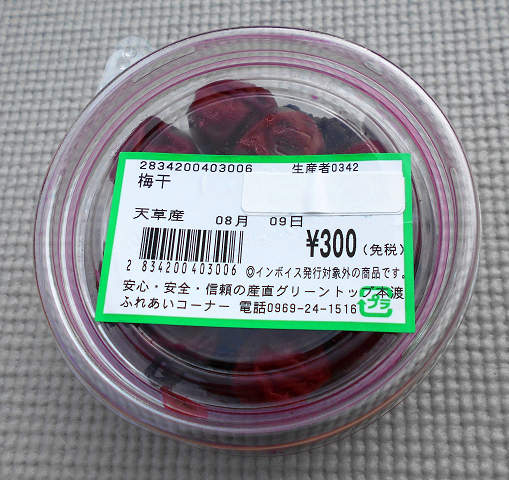 2834200403006 生産者0342
梅干
天草産 08月 09日
¥300(免税)
2 834200 403006 ◎インボイス発行対象外の商品です。
安心・安全・信頼の産直グリーントップ本渡
ふれあいコーナー 電話0969-24-1516
プラ